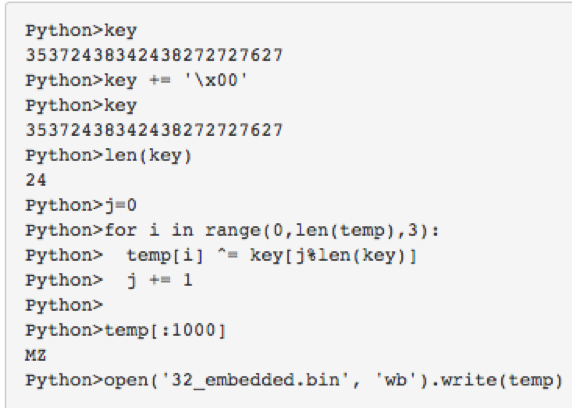 Python>key
353724383424382727​27627
Python>key += '\x00'
Python>key
35372438342438272727627
Python>len(key)
24
Python>j=0
Python>for i in range(0,len(temp),3):
Python>  temp[i] ^= key[j%len(key)]
Python>  j += 1
Python>
Python>temp[:1000]
MZ
Python>open('32_embedded.bin', 'wb').write(temp)